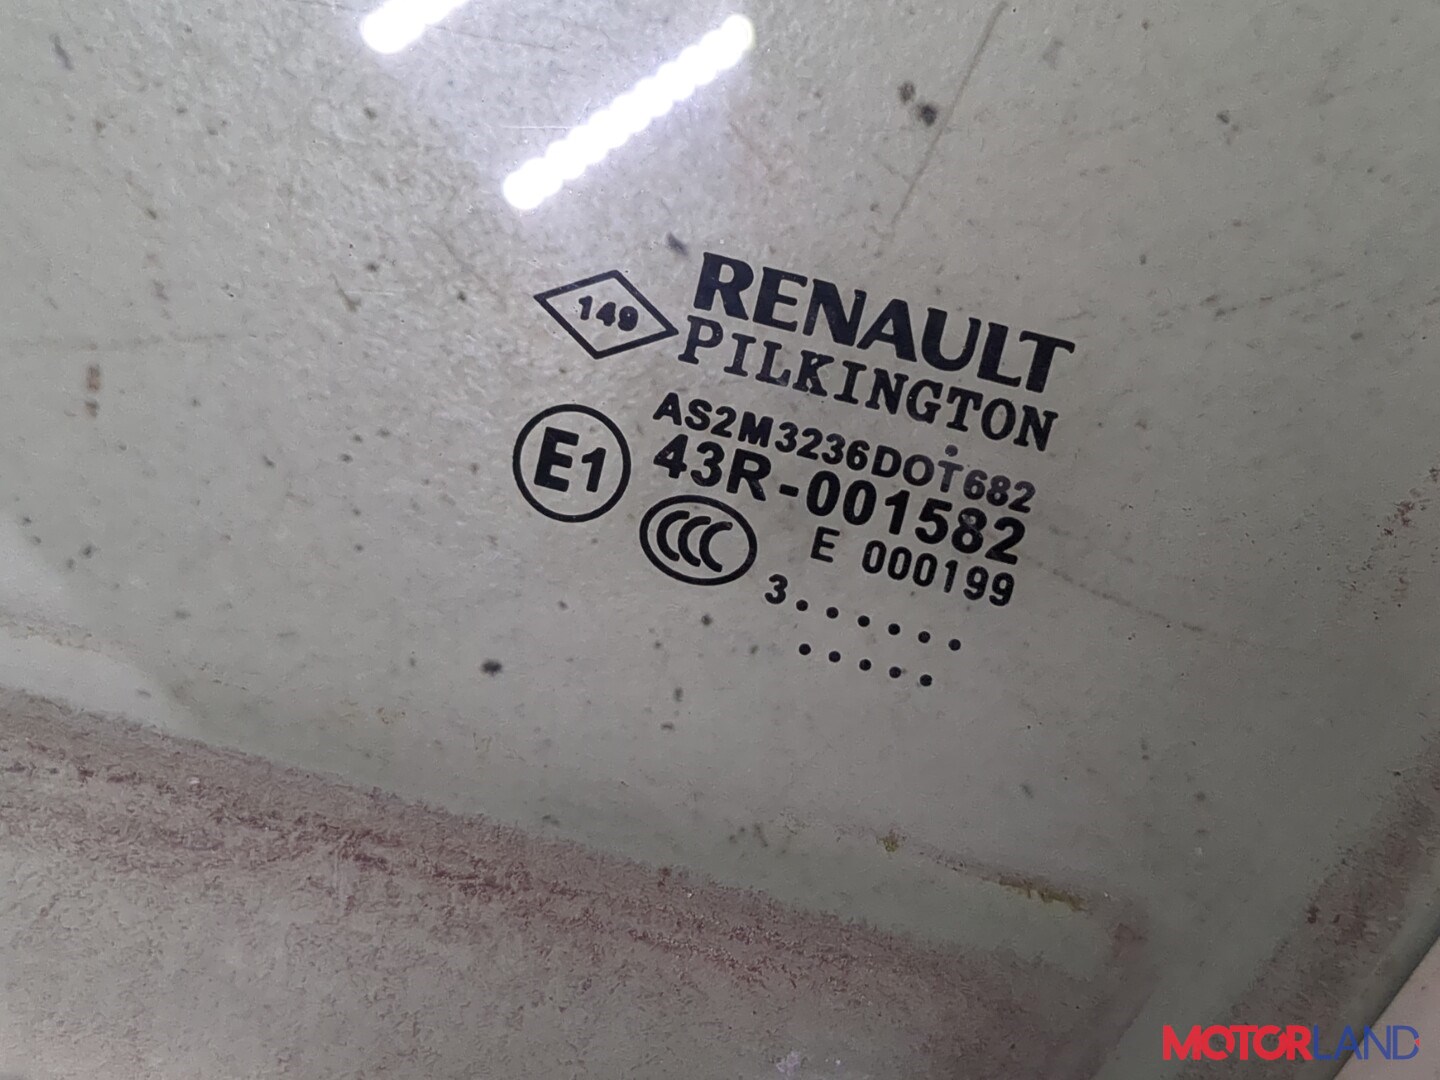 149
RENAULT
PILKINGTON
AS2M3236DOT682
E1
43R-001582
CCC
E 000199
3......
.....
MOTORLAND